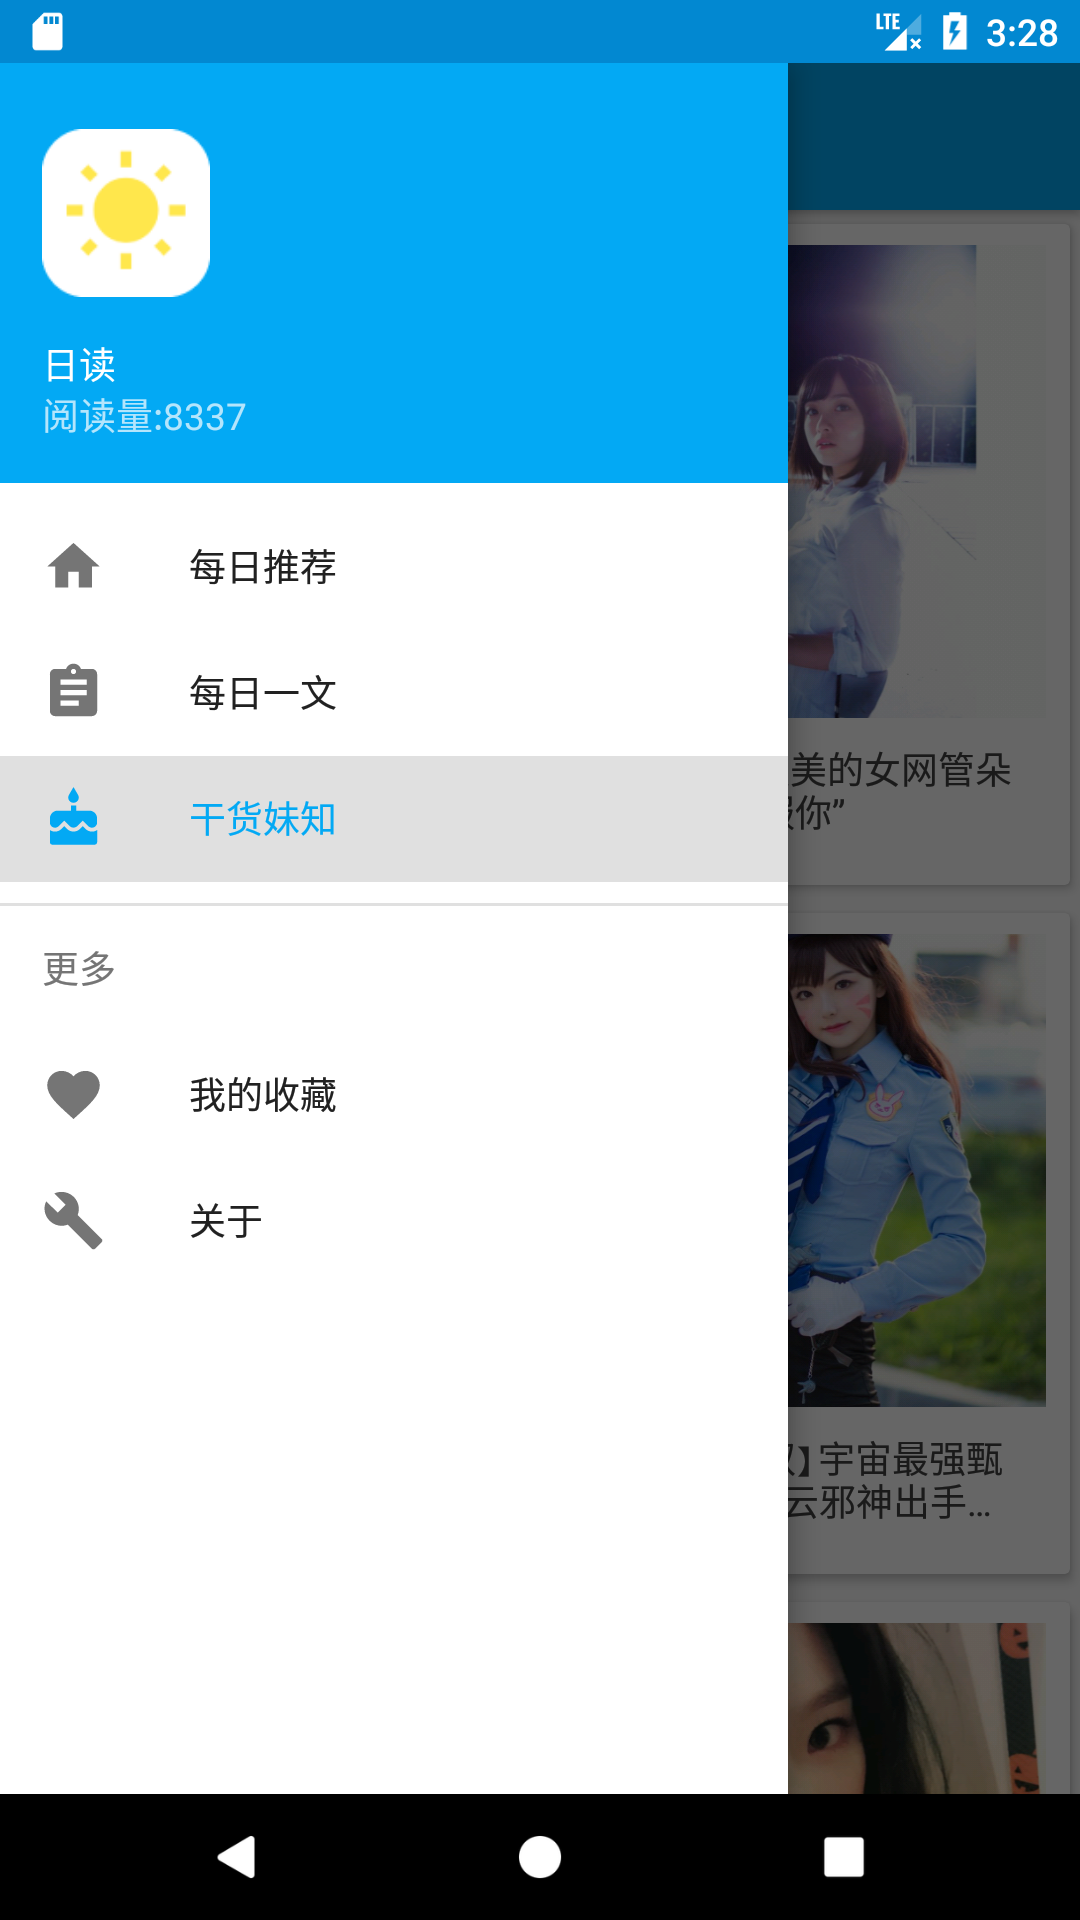 LTE 3:28
日读
阅读量:8337
每日推荐
每日一文
干货妹知
更多
我的收藏
关于
美的女网管朵
你”
】宇宙最强甄
云邪神出手...